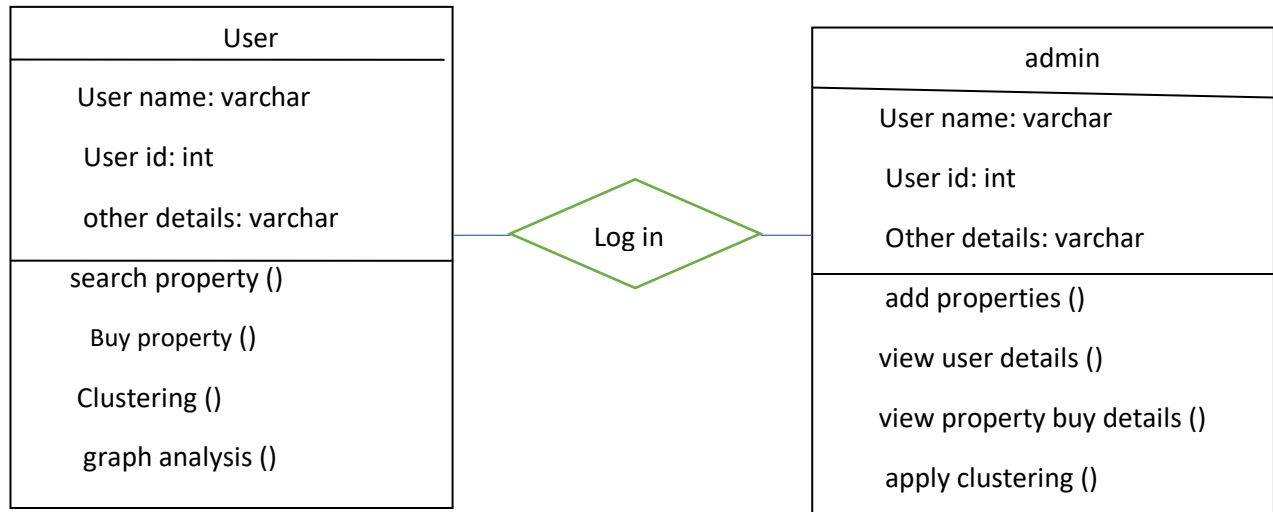 User
User name: varchar
User id: int
other details: varchar
search property ()
Buy property ()
Clustering ()
graph analysis ()
Log in
admin
User name: varchar
User id: int
Other details: varchar
add properties ()
view user details ()
view property buy details ()
apply clustering ()